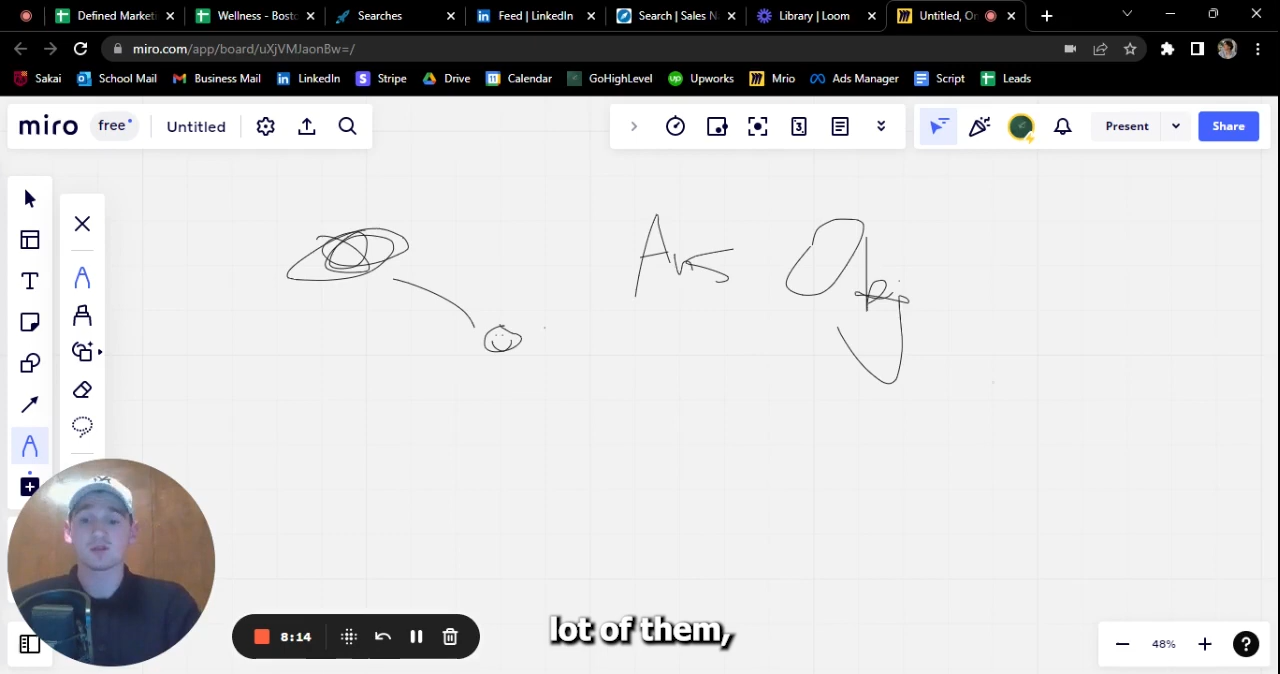 Defined Market
Wellness - Bosto
Searches
Feed | LinkedIn
Search | Sales N
Library | Loom
Untitled, On
miro.com/app/board/uXjVMJaonBw=/
Sakai
School Mail
Business Mail
LinkedIn
Stripe
Drive
Calendar
GoHighLevel
Upworks
Mrio
Ads Manager
Script
Leads
miro
free
Untitled
Present
Share
8:14
lot of them,
48%